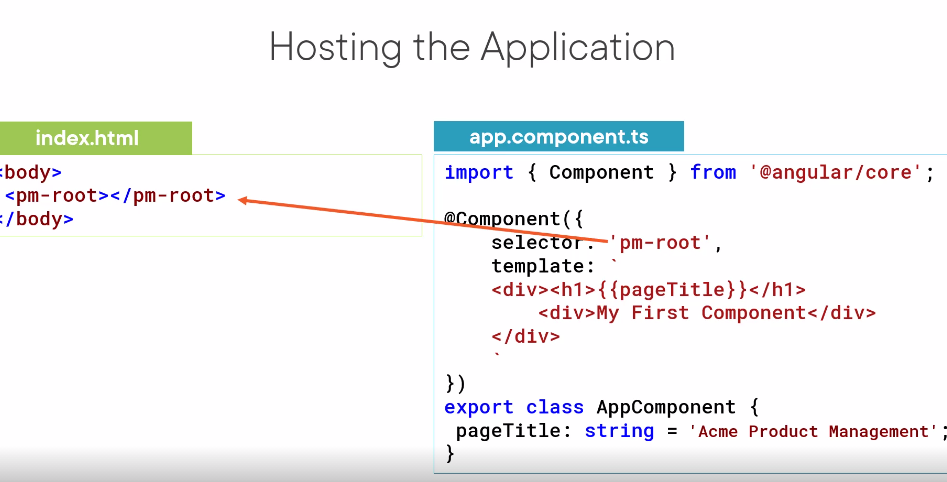 Hosting the Application
index.html
<body>
<pm-root></pm-root>
</body>
app.component.ts
import { Component } from '@angular/core';
@Component({
selector: 'pm-root',
template: `
<div><h1>{{pageTitle}}</h1>
<div>My First Component</div>
</div>
`
})
export class AppComponent {
pageTitle: string = 'Acme Product Management';
}